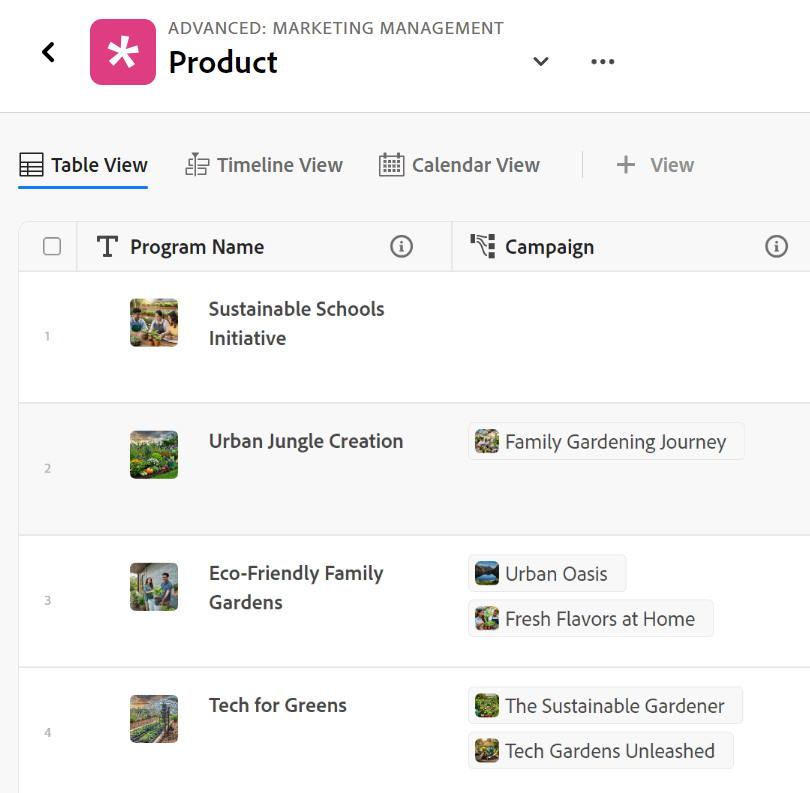 ADVANCED: MARKETING MANAGEMENT
Product
Table View
Timeline View
Calendar View
+ View
Program Name
Campaign
1
Sustainable Schools
Initiative
2
Urban Jungle Creation
Family Gardening Journey
3
Eco-Friendly Family
Gardens
Urban Oasis
Fresh Flavors at Home
4
Tech for Greens
The Sustainable Gardener
Tech Gardens Unleashed